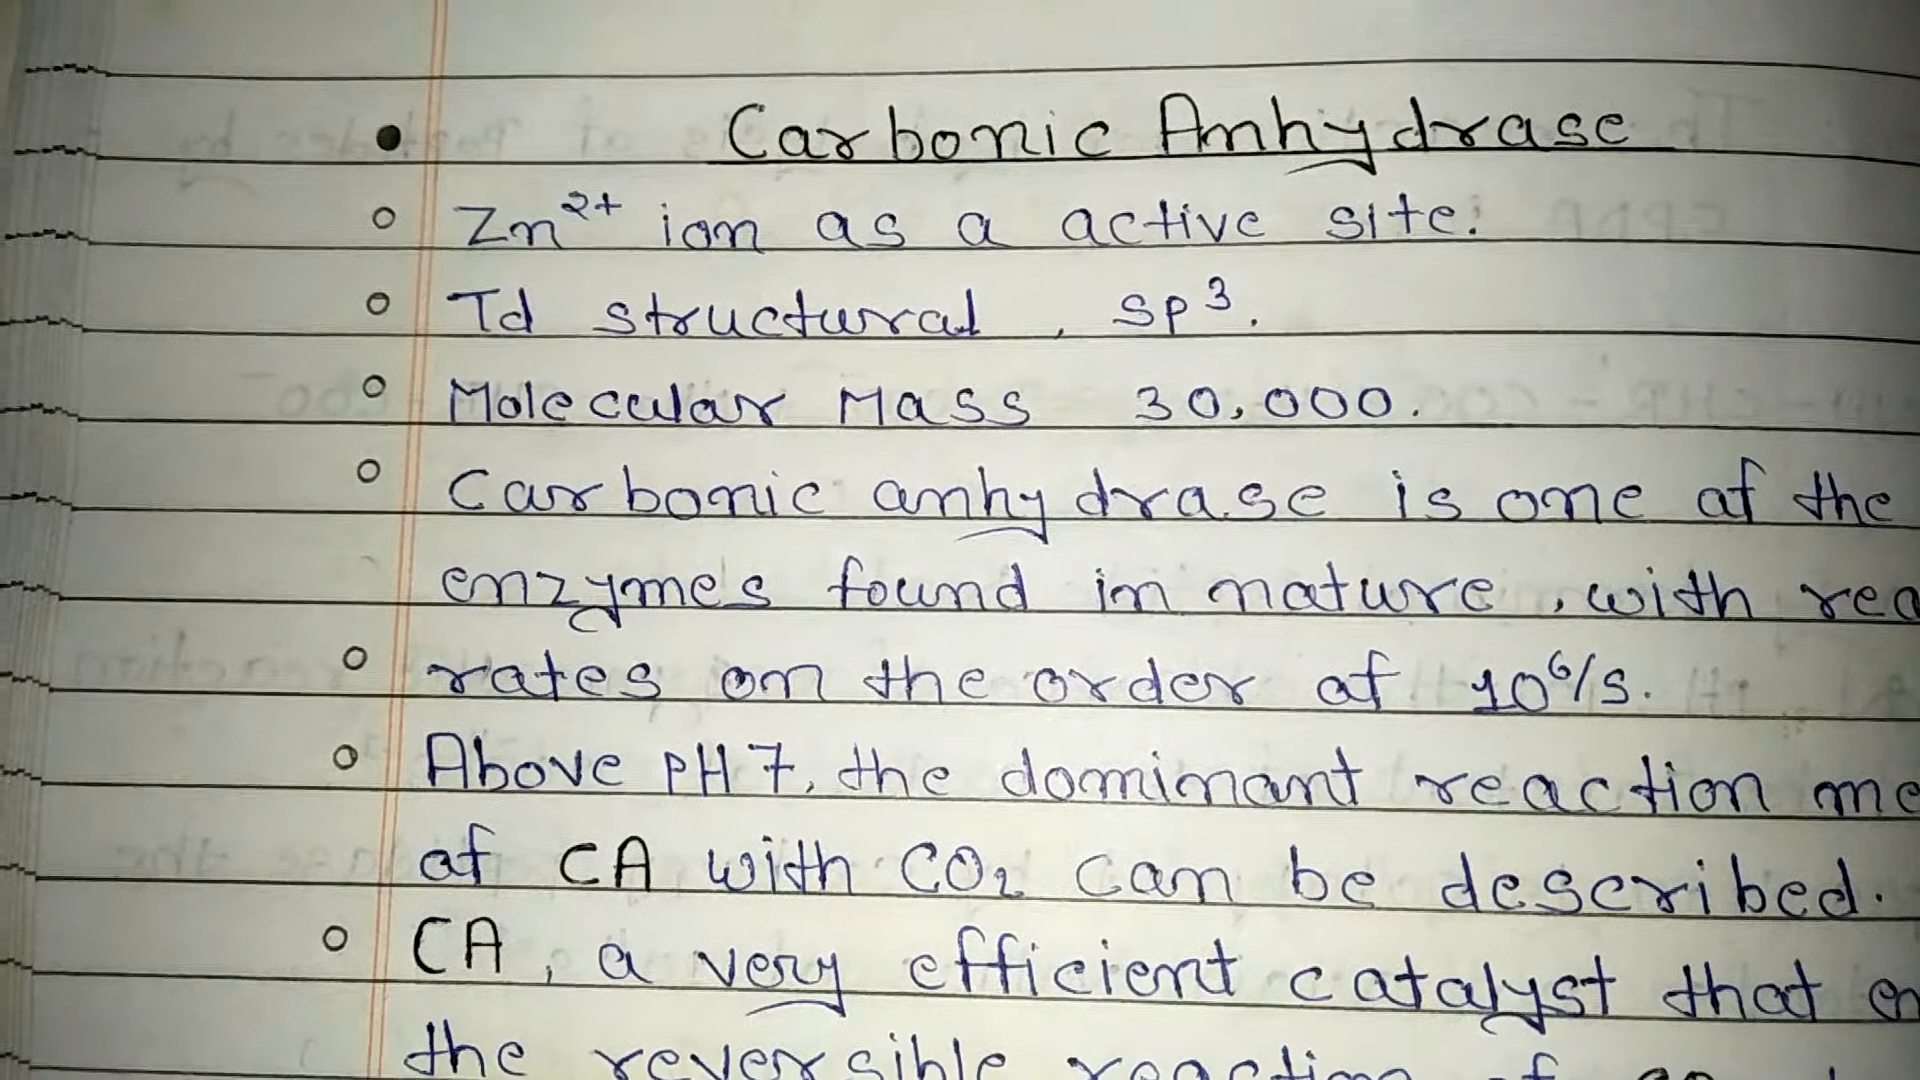 • Carbonic Anhydrase
○ Zn²⁺ ion as a active site.
○ Td structural, sp³.
○ Molecular Mass 30,000.
○ Carbonic anhydrase is one of the
enzymes found in nature, with
○ rates on the order of 10⁶/s.
○ Above PH 7, the dominant reaction
of CA with CO₂ can be described.
○ CA, a very efficient catalyst that
the reversible reaction of